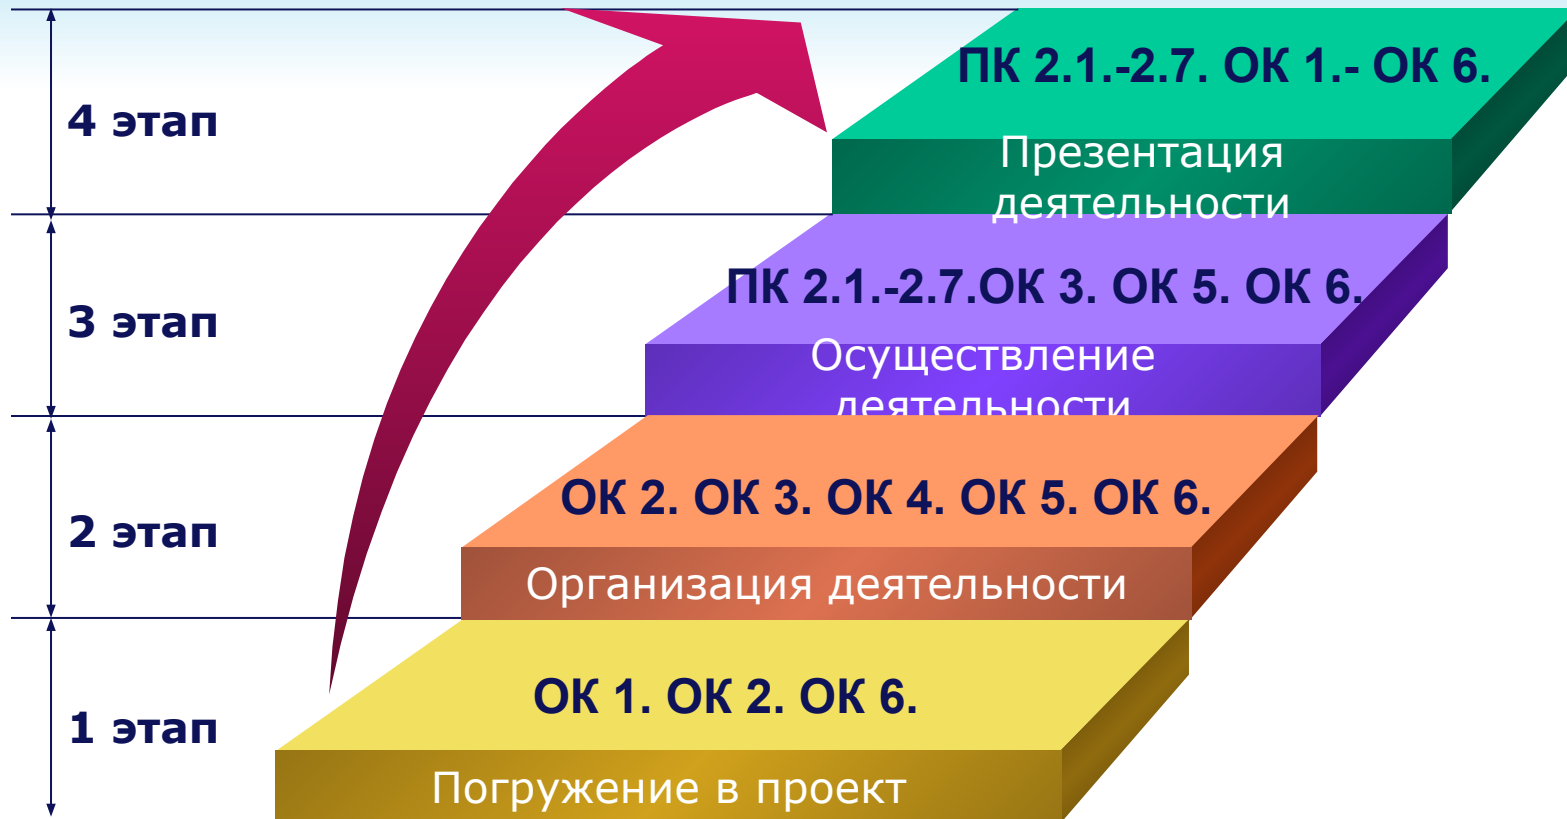 4 этап
ПК 2.1.-2.7. ОК 1.- ОК 6.
Презентация
деятельности
3 этап
ПК 2.1.-2.7.ОК 3. ОК 5. ОК 6.
Осуществление
деятельности
2 этап
ОК 2. ОК 3. ОК 4. ОК 5. ОК 6.
Организация деятельности
1 этап
ОК 1. ОК 2. ОК 6.
Погружение в проект